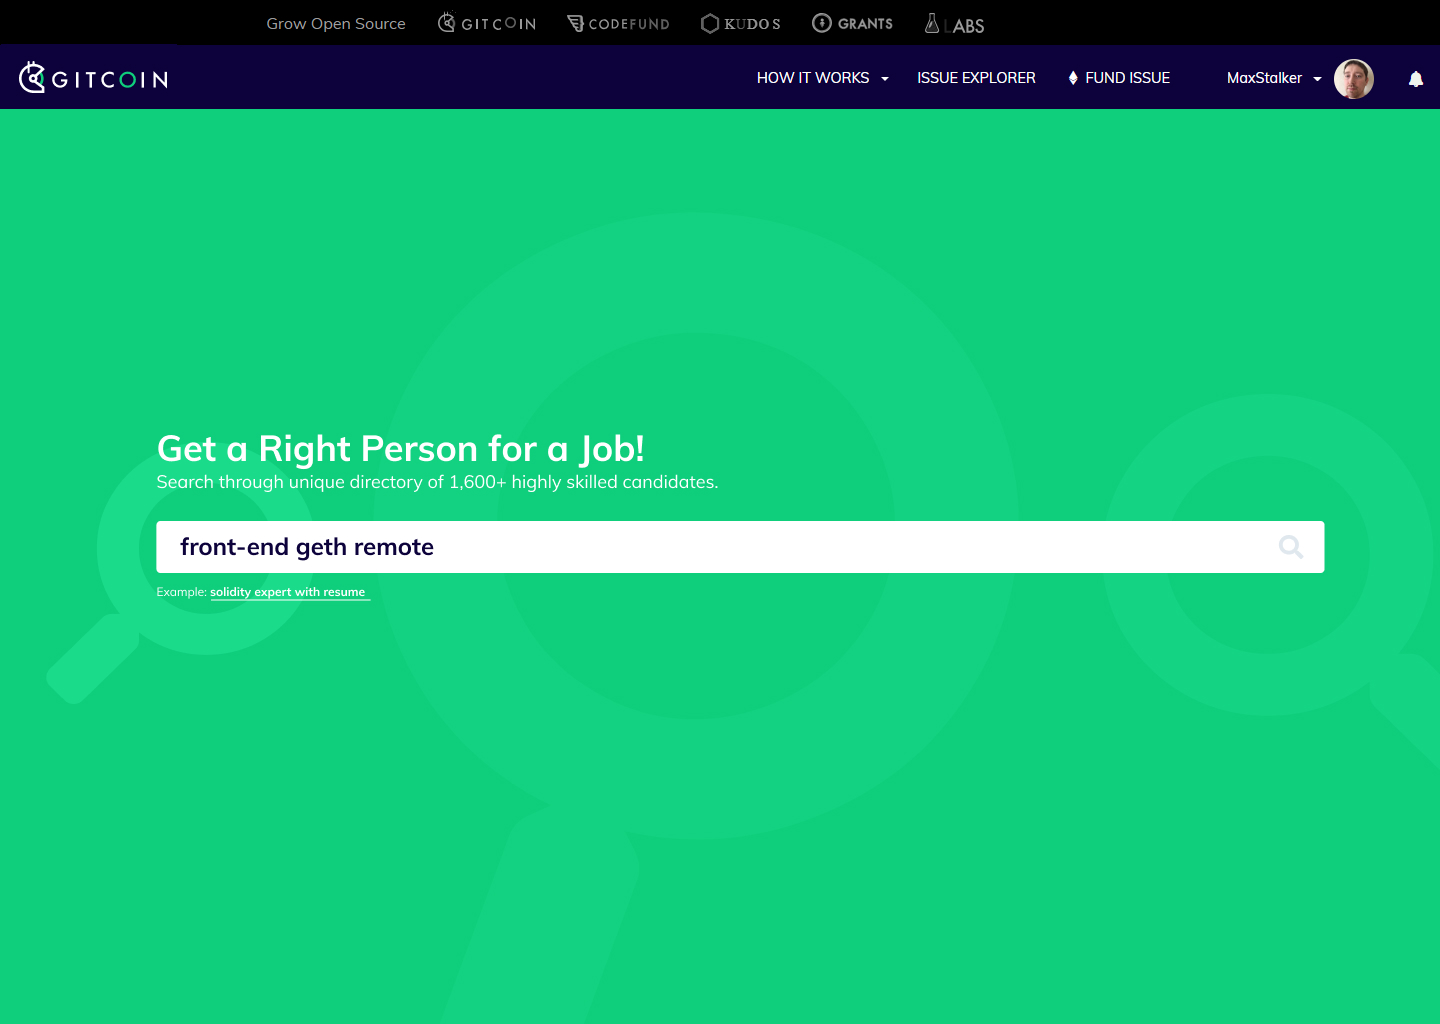 Grow Open Source GITCOIN CODEFUND KUDOS GRANTS LABS
GITCOIN HOW IT WORKS ISSUE EXPLORER FUND ISSUE MaxStalker
Get a Right Person for a Job!
Search through unique directory of 1,600+ highly skilled candidates.
front-end geth remote
Example: solidity expert with resume